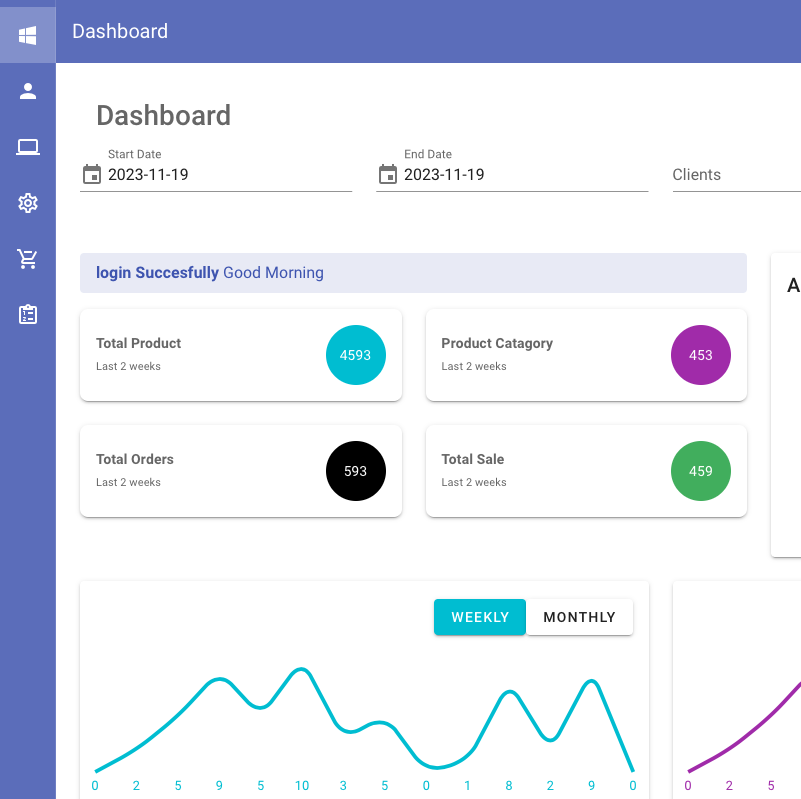 Dashboard
Dashboard
Start Date
2023-11-19
End Date
2023-11-19
Clients
login Succesfully Good Morning
A
Total Product
Last 2 weeks
4593
Product Catagory
Last 2 weeks
453
Total Orders
Last 2 weeks
593
Total Sale
Last 2 weeks
459
WEEKLY MONTHLY
0 2 5 9 5 10 3 5 0 1 8 2 9 0
0 2 5